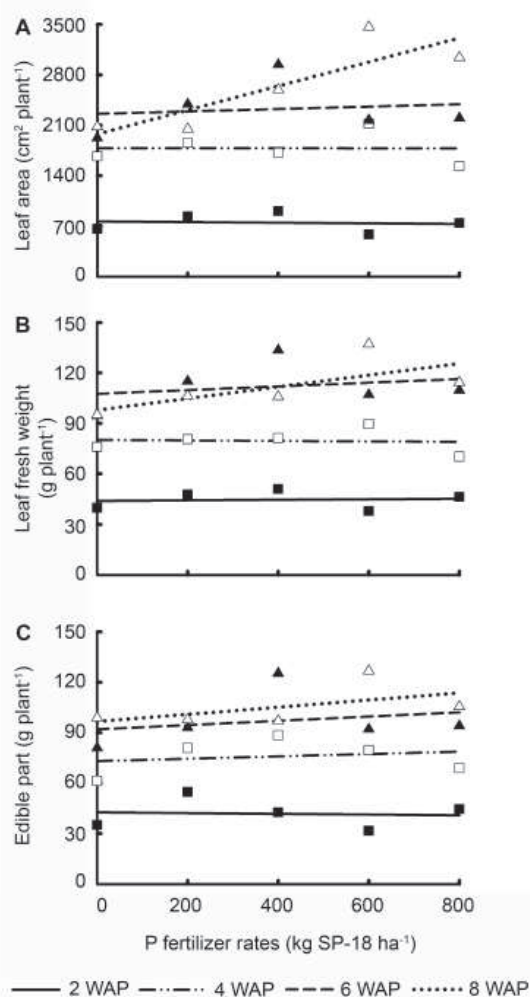 A
Leaf area (cm² plant⁻¹)
3500
2800
2100
1400
700
0
B
Leaf fresh weight
(g plant⁻¹)
150
120
90
60
30
0
C
Edible part (g plant⁻¹)
150
120
90
60
30
0
0 200 400 600 800
P fertilizer rates (kg SP-18 ha⁻¹)
2 WAP 4 WAP 6 WAP 8 WAP